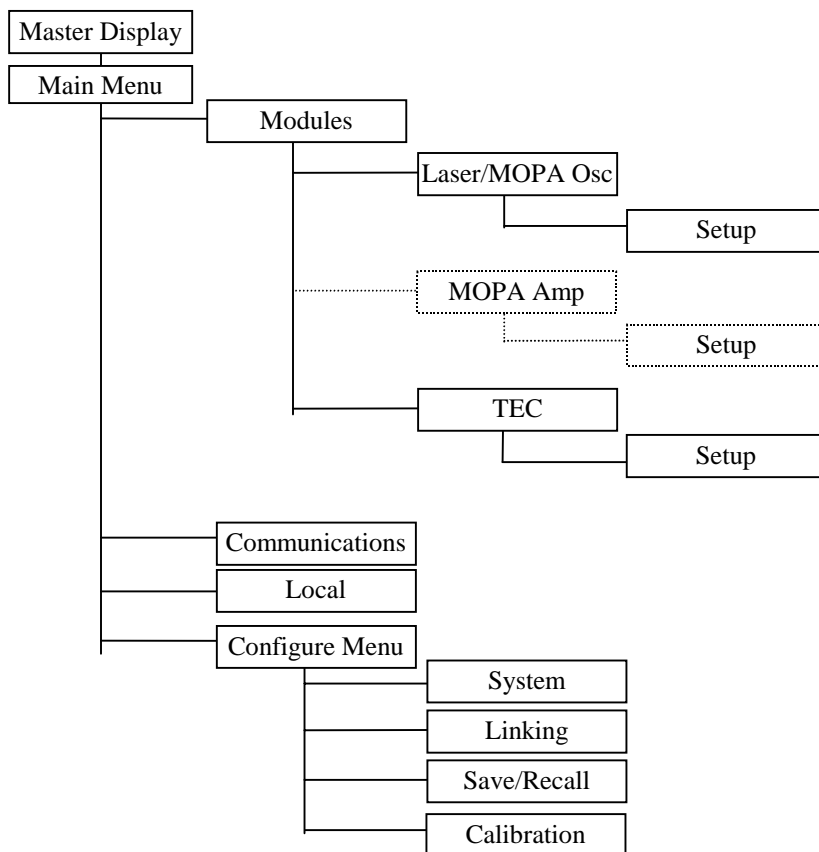 Master Display
Main Menu
Modules
Laser/MOPA Osc
Setup
MOPA Amp
Setup
TEC
Setup
Communications
Local
Configure Menu
System
Linking
Save/Recall
Calibration